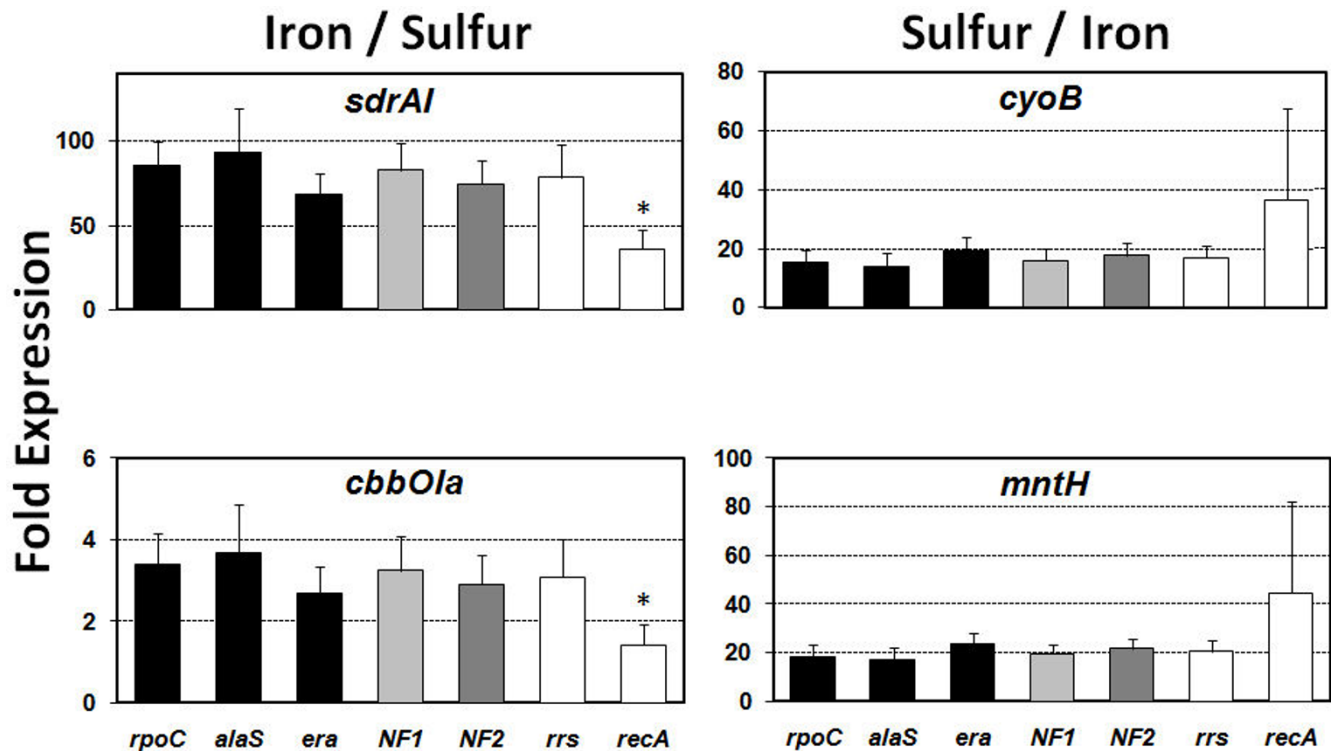 Iron / Sulfur
Sulfur / Iron
Fold Expression
sdrAI
100
50
0
*
cyoB
80
60
40
20
0
cbbOIa
6
4
2
0
*
rpoC alaS era NF1 NF2 rrs recA
mntH
100
80
60
40
20
0
rpoC alaS era NF1 NF2 rrs recA